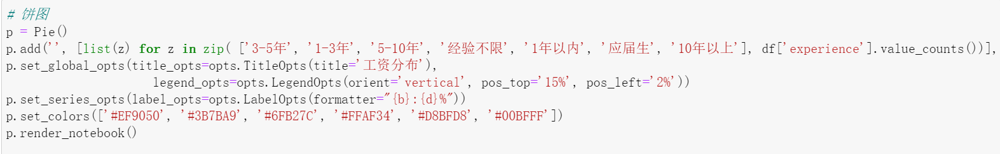 # 饼图
p = Pie()
p.add('', [list(z) for z in zip( ['3-5年', '1-3年', '5-10年', '经验不限', '1年以内', '应届生', '10年以上'], df['experience'].value_counts())],
p.set_global_opts(title_opts=opts.TitleOpts(title='工资分布'),
legend_opts=opts.LegendOpts(orient='vertical', pos_top='15%', pos_left='2%'))
p.set_series_opts(label_opts=opts.LabelOpts(formatter="{b}:{d}%"))
p.set_colors(['#EF9050', '#3B7BA9', '#6FB27C', '#FFAF34', '#D8BFD8', '#00BFFF'])
p.render_notebook()